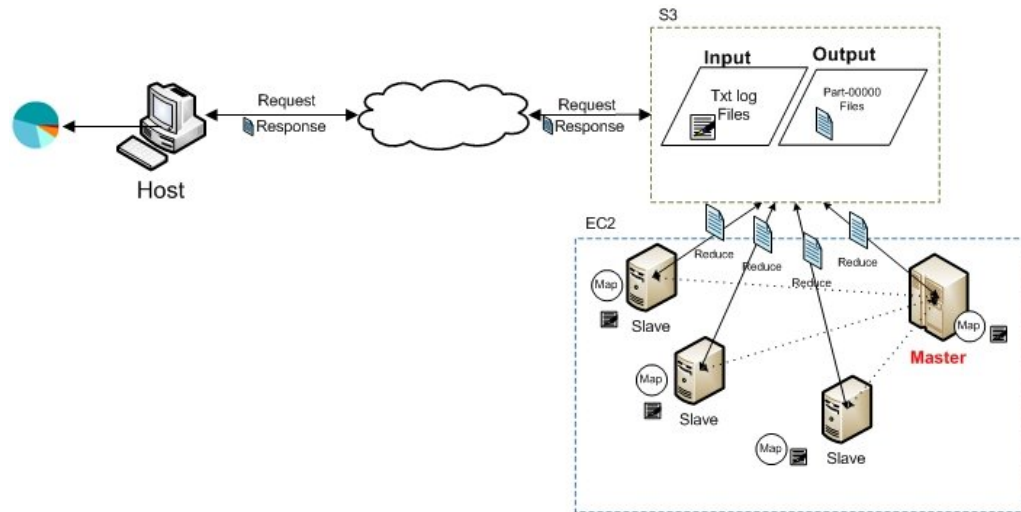 S3
Input
Output
Txt log
Files
Part-00000
Files
Request
Response
Request
Response
Host
EC2
Reduce
Reduce
Reduce
Reduce
Map
Slave
Map
Master
Map
Slave
Map
Slave